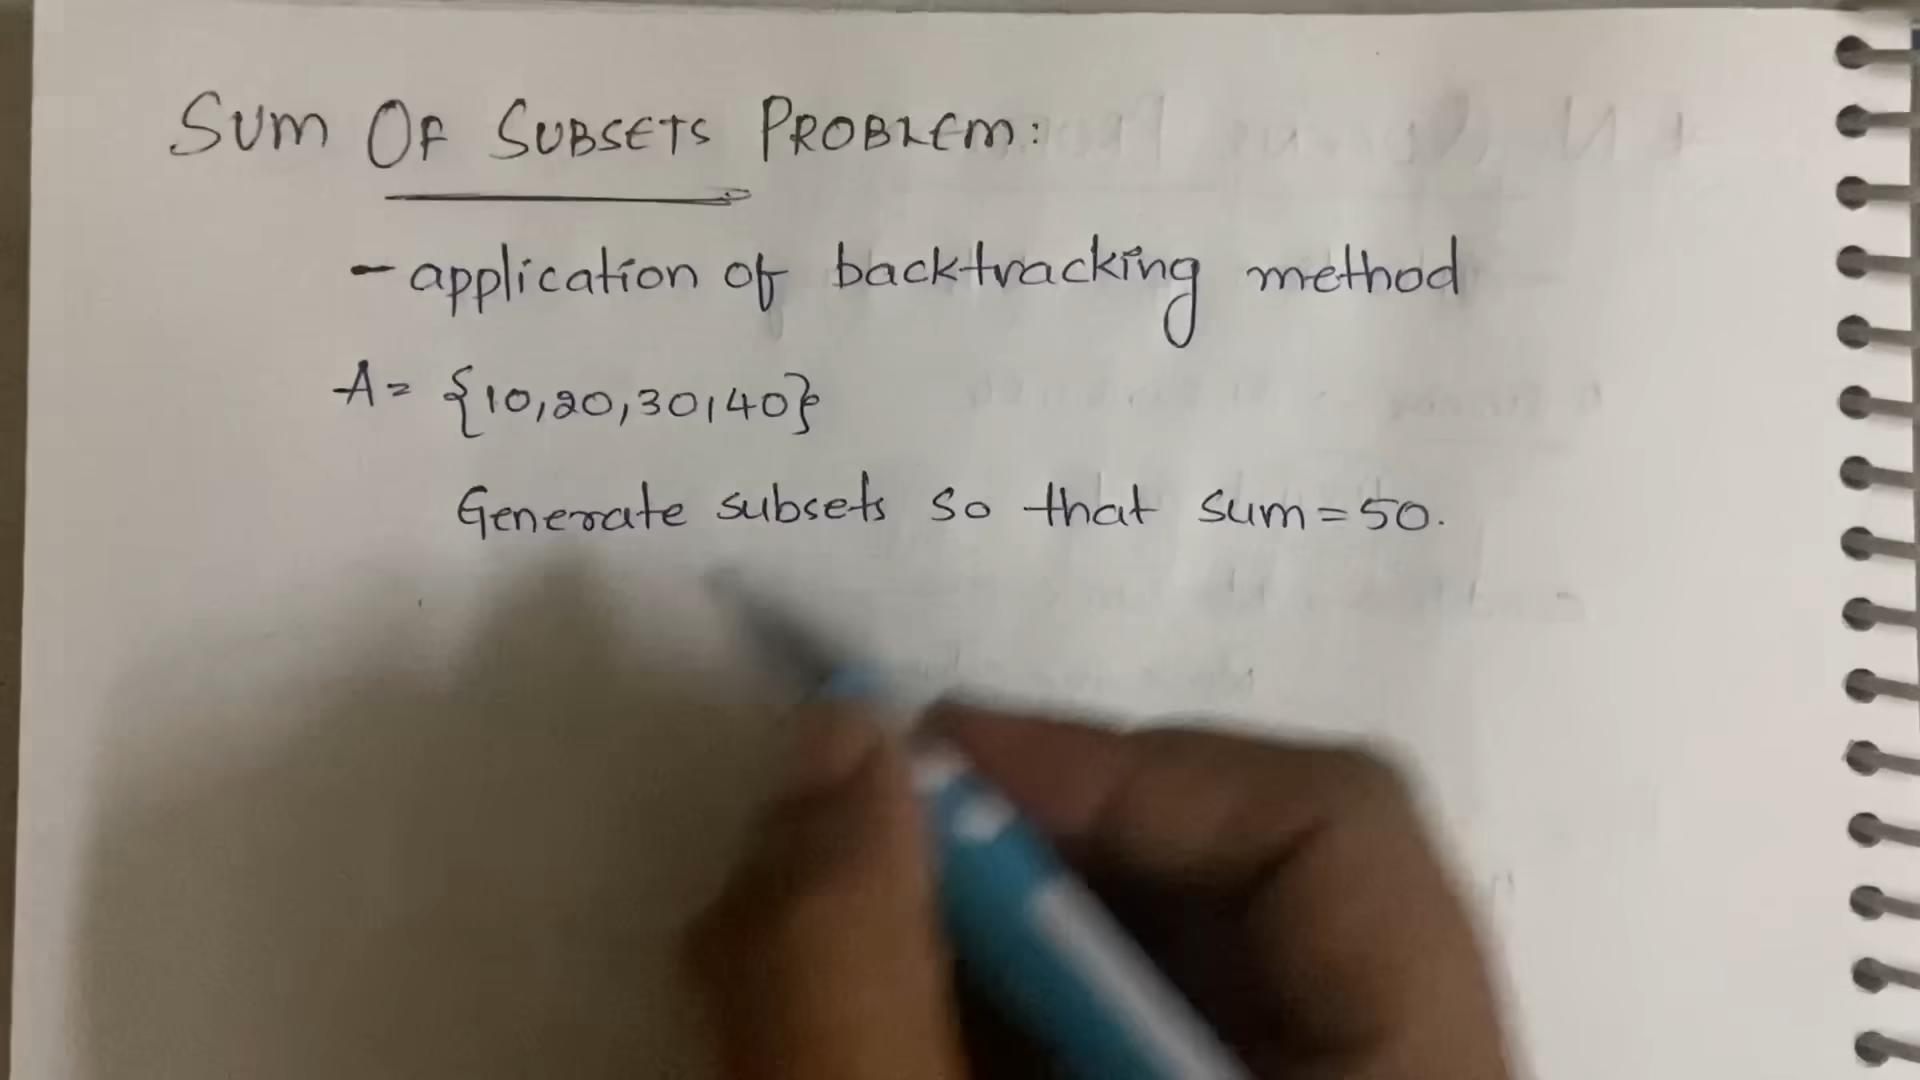 SUM OF SUBSETS PROBLEM:
- application of backtracking method
A = {10,20,30,40}
Generate subsets so that sum = 50.